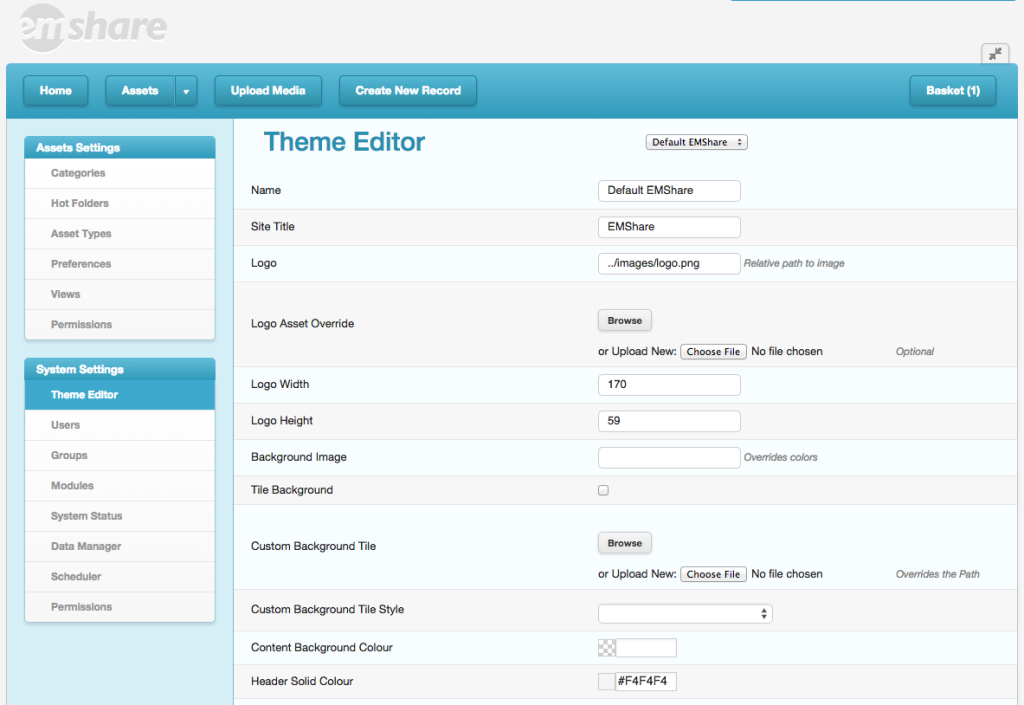 emshare
Home Assets Upload Media Create New Record Basket (1)
Assets Settings
Categories
Hot Folders
Asset Types
Preferences
Views
Permissions
System Settings
Theme Editor
Users
Groups
Modules
System Status
Data Manager
Scheduler
Permissions
Theme Editor Default EMShare
Name Default EMShare
Site Title EMShare
Logo ../images/logo.png Relative path to image
Logo Asset Override Browse
or Upload New: Choose File No file chosen Optional
Logo Width 170
Logo Height 59
Background Image Overrides colors
Tile Background
Custom Background Tile Browse
or Upload New: Choose File No file chosen Overrides the Path
Custom Background Tile Style
Content Background Colour
Header Solid Colour #F4F4F4